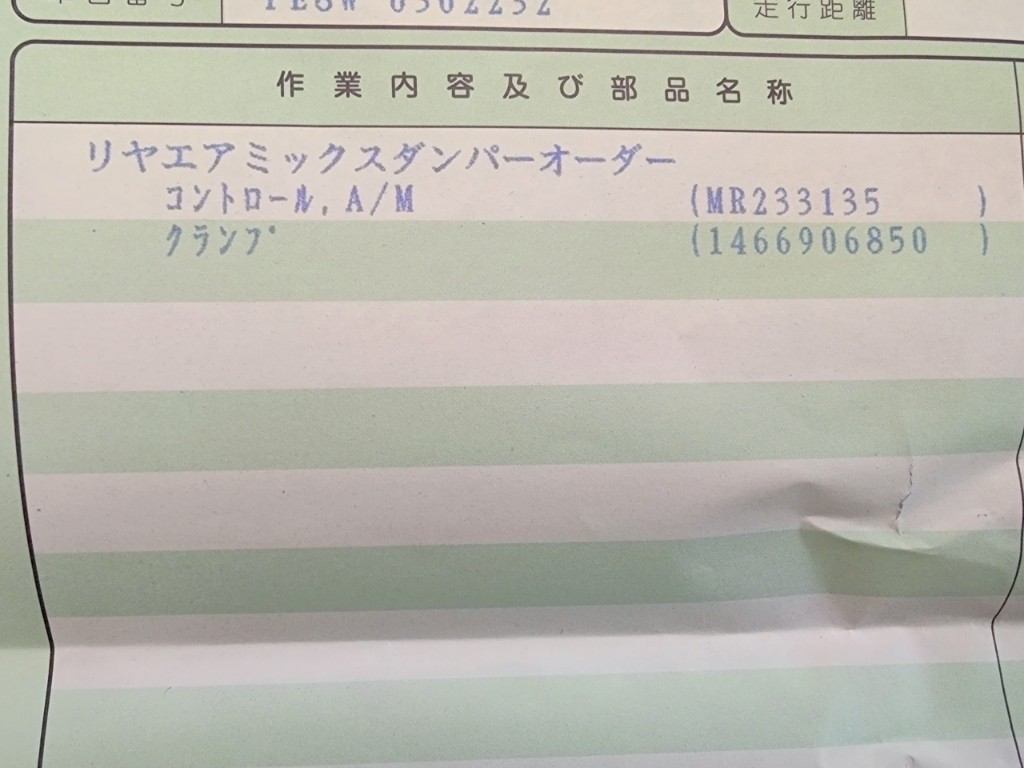 走行距離
作業内容及び部品名称
リヤエアミックスダンパーオーダー
コントロール, A/M (MR233135 )
クランプ (1466906850 )